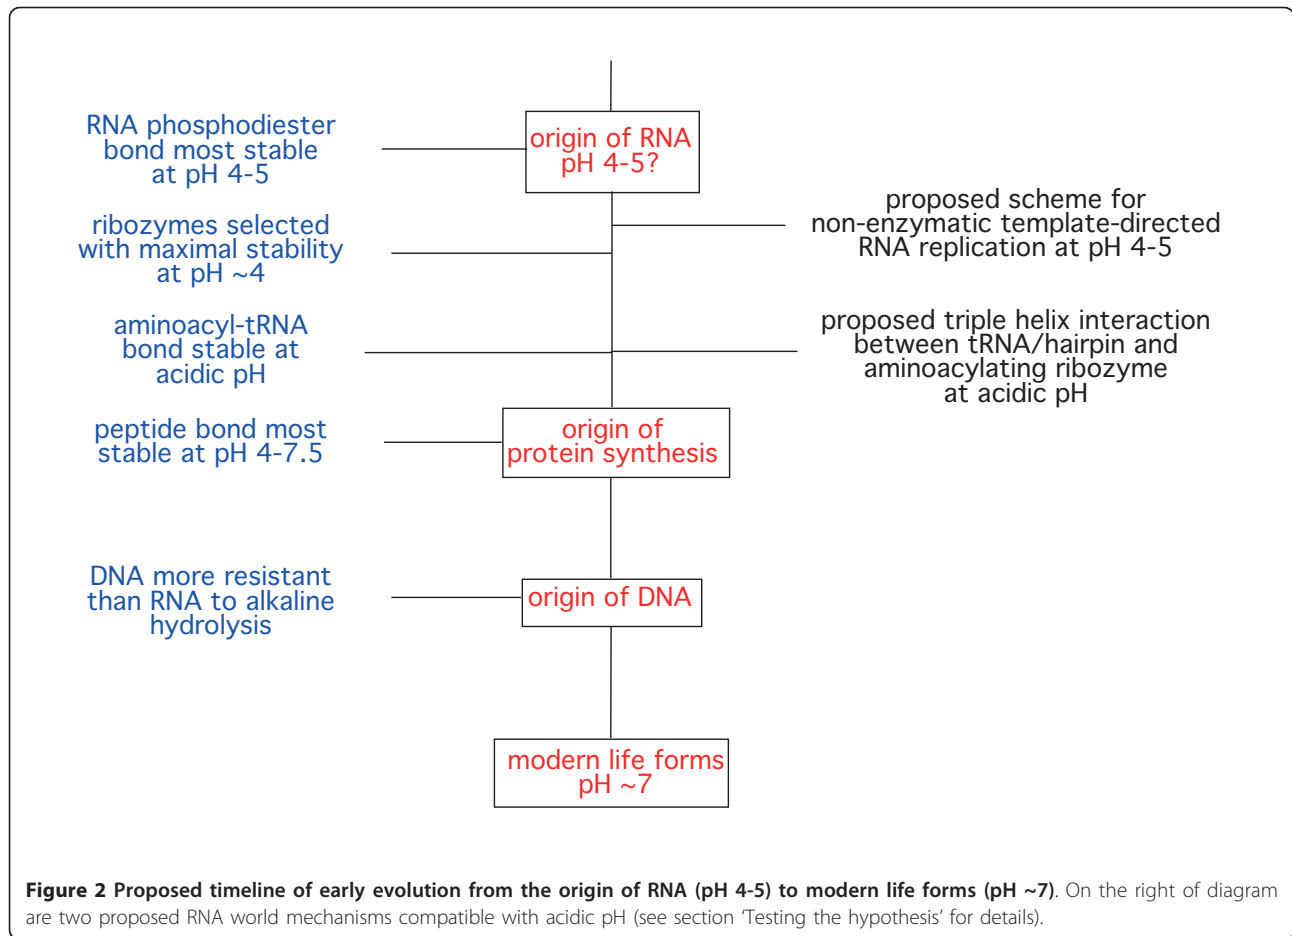 RNA phosphodiester
bond most stable
at pH 4-5
origin of RNA
pH 4-5?
ribozymes selected
with maximal stability
at pH ~4
proposed scheme for
non-enzymatic template-directed
RNA replication at pH 4-5
aminoacyl-tRNA
bond stable at
acidic pH
proposed triple helix interaction
between tRNA/hairpin and
aminoacylating ribozyme
at acidic pH
peptide bond most
stable at pH 4-7.5
origin of
protein synthesis
DNA more resistant
than RNA to alkaline
hydrolysis
origin of DNA
modern life forms
pH ~7
Figure 2 Proposed timeline of early evolution from the origin of RNA (pH 4-5) to modern life forms (pH ~7). On the right of diagram
are two proposed RNA world mechanisms compatible with acidic pH (see section 'Testing the hypothesis' for details).